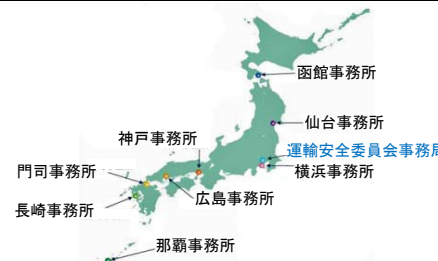 函館事務所
仙台事務所
神戸事務所
運輸安全委員会事務局
門司事務所
横浜事務所
広島事務所
長崎事務所
那覇事務所